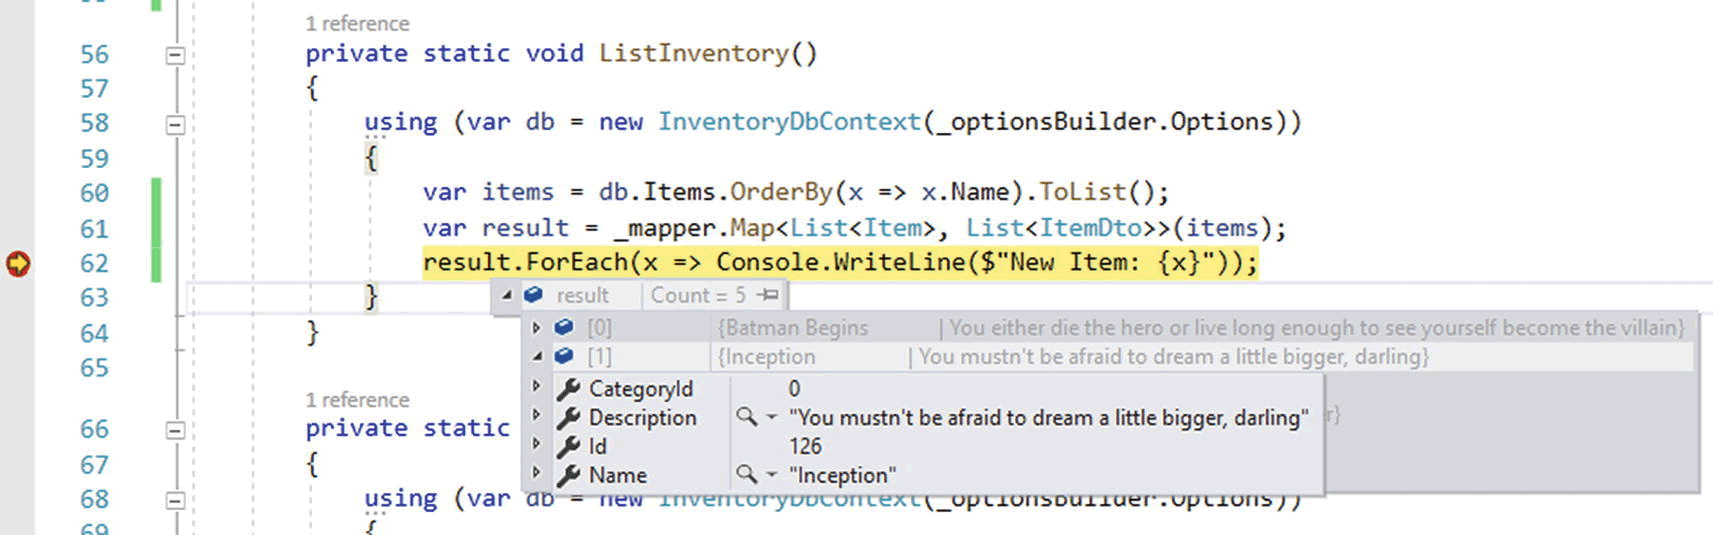 1 reference
56 private static void ListInventory()
57 {
58 using (var db = new InventoryDbContext(_optionsBuilder.Options))
59 {
60 var items = db.Items.OrderBy(x => x.Name).ToList();
61 var result = _mapper.Map<List<Item>, List<ItemDto>>(items);
62 result.ForEach(x => Console.WriteLine($"New Item: {x}"));
63 }
result Count = 5
[0] {Batman Begins | You either die the hero or live long enough to see yourself become the villain}
64 }
[1] {Inception | You mustn't be afraid to dream a little bigger, darling}
65
CategoryId 0
1 reference
Description "You mustn't be afraid to dream a little bigger, darling" r}
66 private static
Id 126
67 {
Name "Inception"
68 using (var db = new InventoryDbContext(_optionsBuilder.Options))
69 {